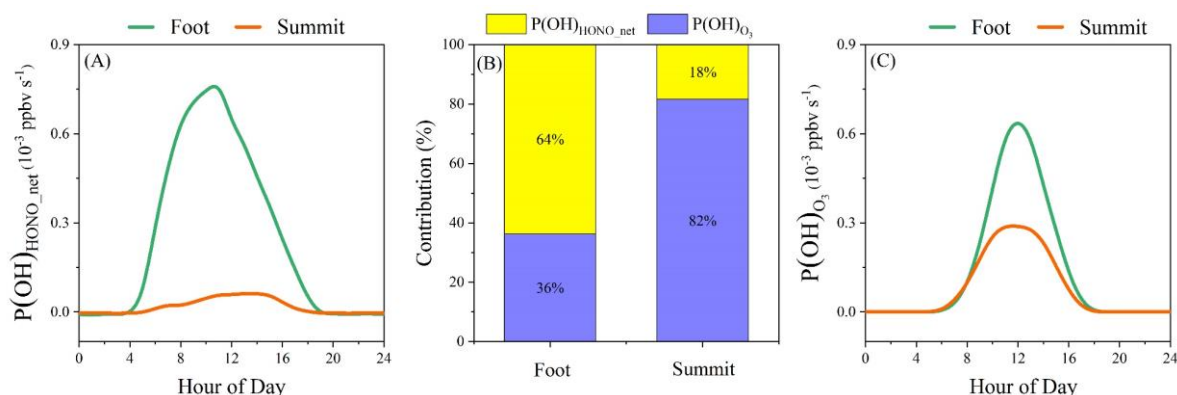 Foot Summit
(A)
P(OH)HONO_net (10-3 ppbv s-1)
0.9
0.6
0.3
0.0
0 4 8 12 16 20 24
Hour of Day
P(OH)HONO_net P(OH)O3
(B)
Contribution (%)
100
80
60
40
20
0
64%
36%
18%
82%
Foot Summit
Foot Summit
(C)
P(OH)O3 (10-3 ppbv s-1)
0.9
0.6
0.3
0.0
0 4 8 12 16 20 24
Hour of Day